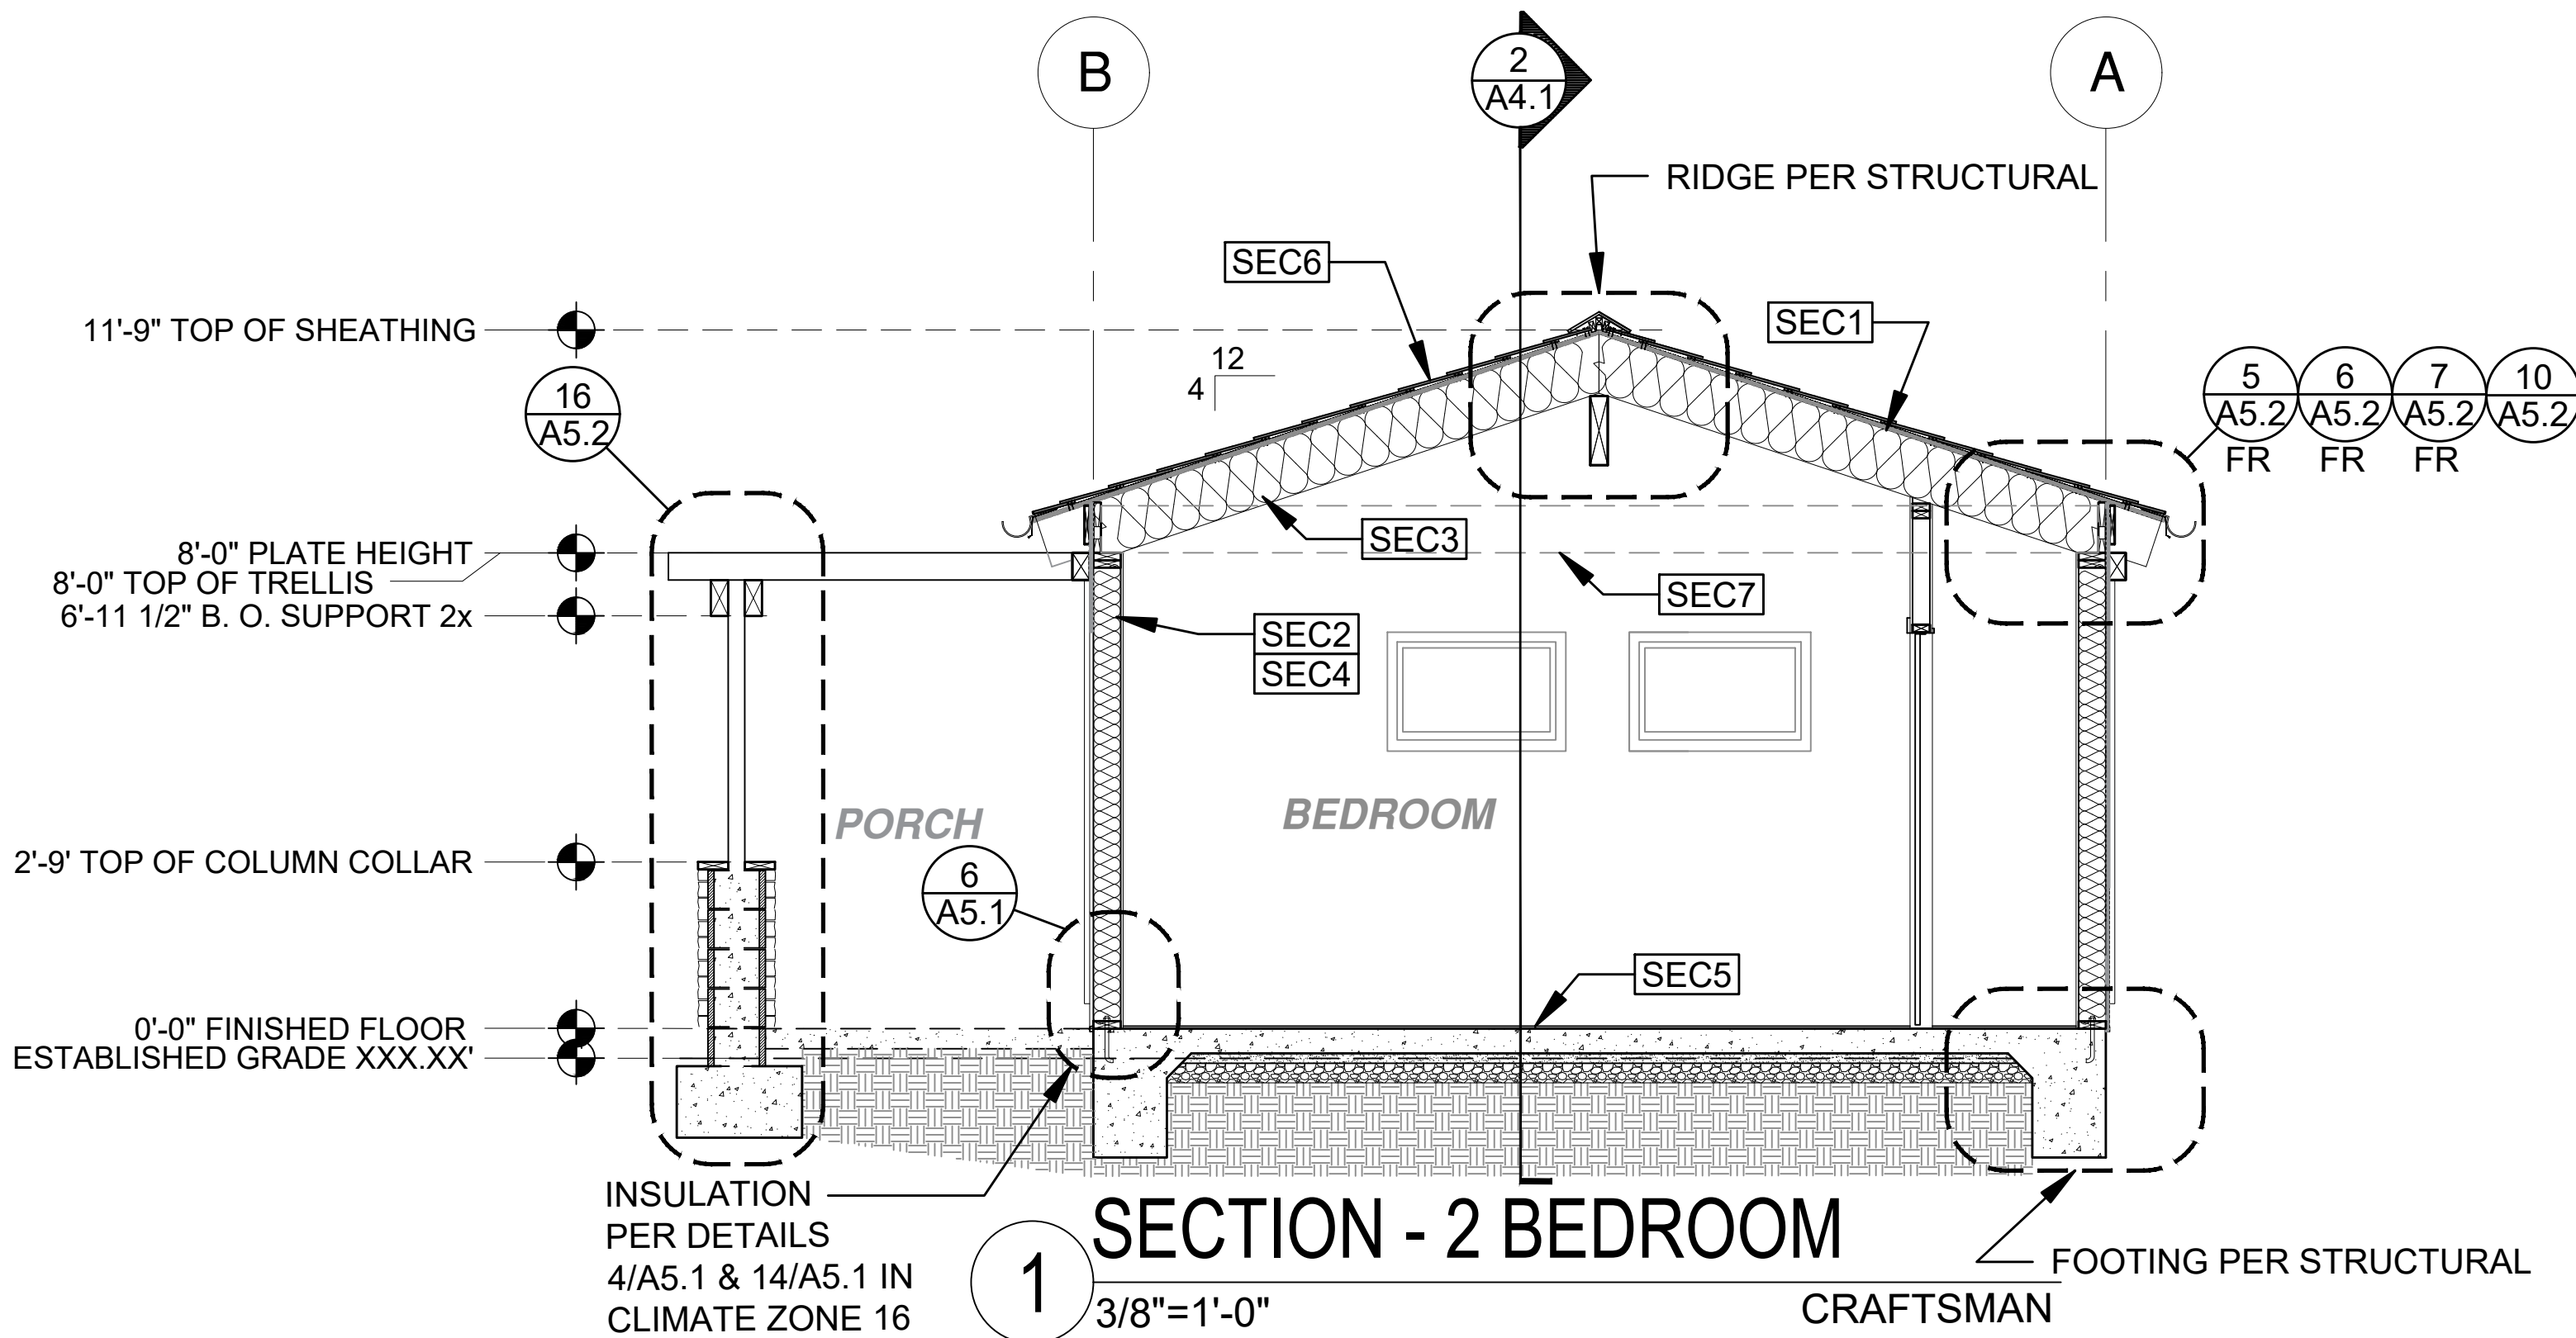 B
2
A4.1
A
RIDGE PER STRUCTURAL
SEC6
SEC1
11'-9" TOP OF SHEATHING
12
4
16
A5.2
5
A5.2
FR
6
A5.2
FR
7
A5.2
FR
10
A5.2
SEC3
8'-0" PLATE HEIGHT
8'-0" TOP OF TRELLIS
6'-11 1/2" B. O. SUPPORT 2x
SEC7
SEC2
SEC4
PORCH
BEDROOM
2'-9' TOP OF COLUMN COLLAR
6
A5.1
SEC5
0'-0" FINISHED FLOOR
ESTABLISHED GRADE XXX.XX'
INSULATION
PER DETAILS
4/A5.1 & 14/A5.1 IN
CLIMATE ZONE 16
1
SECTION - 2 BEDROOM
3/8"=1'-0"
CRAFTSMAN
FOOTING PER STRUCTURAL